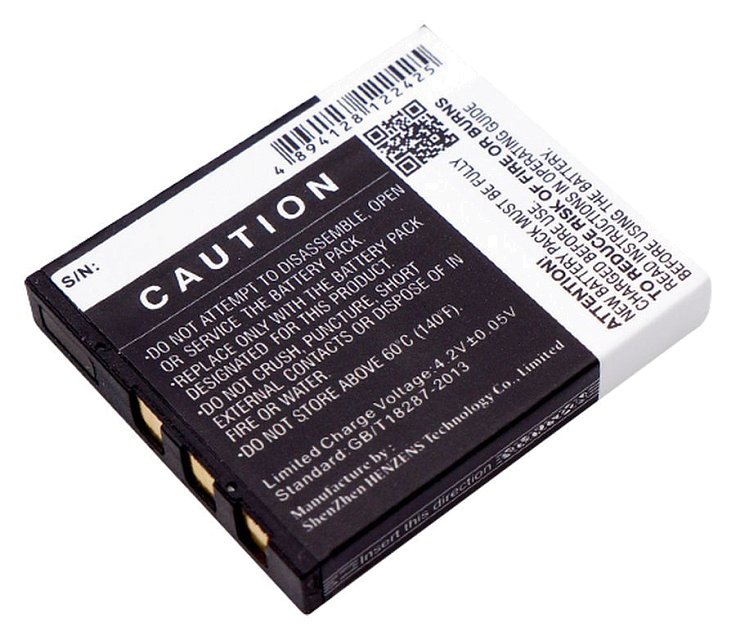 4 894128 122425
S/N:
CAUTION
-DO NOT ATTEMPT TO DISASSEMBLE, OPEN
OR SERVICE THE BATTERY PACK.
-REPLACE ONLY WITH THE BATTERY PACK
DESIGNATED FOR THIS PRODUCT.
-DO NOT CRUSH, PUNCTURE, SHORT
EXTERNAL CONTACTS OR DISPOSE OF IN
FIRE OR WATER.
-DO NOT STORE ABOVE 60°C (140°F).
Limited Charge Voltage:4.2V±0.05V
Standard:GB/T18287-2013
Manufacture by:
ShenZhen HENZENS Technology Co., Limited
Insert this direction
ATTENTION!
NEW BATTERY PACK MUST BE FULLY
CHARGED BEFORE USE.
TO REDUCE RISK OF FIRE OR BURNS
READ INSTRUCTIONS IN OPERATING GUIDE
BEFORE USING THE BATTERY.